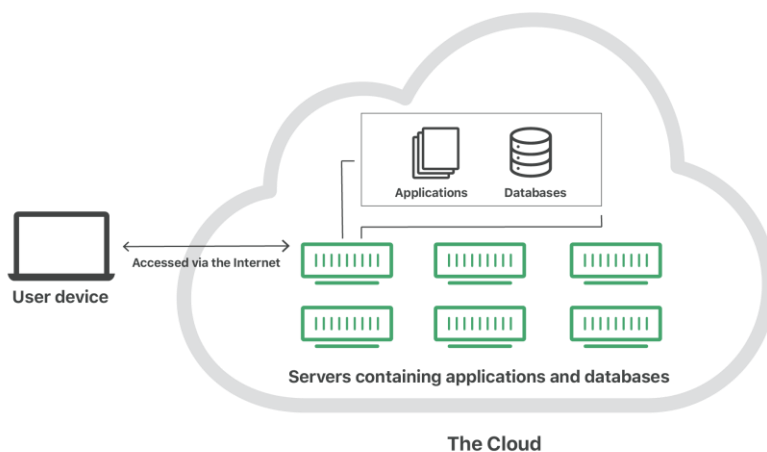 Applications
Databases
Accessed via the Internet
User device
Servers containing applications and databases
The Cloud